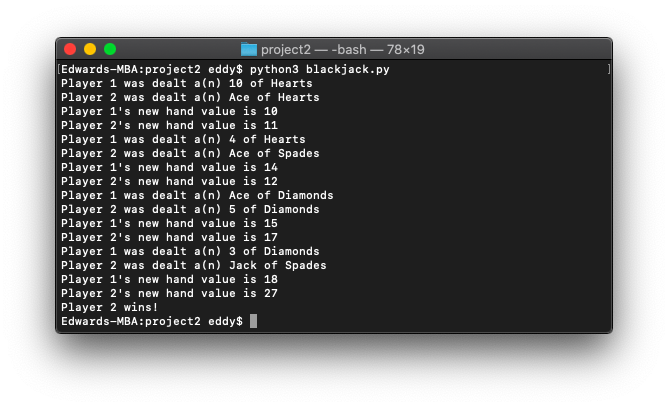 project2 — -bash — 78×19
[Edwards-MBA:project2 eddy$ python3 blackjack.py ]
Player 1 was dealt a(n) 10 of Hearts
Player 2 was dealt a(n) Ace of Hearts
Player 1's new hand value is 10
Player 2's new hand value is 11
Player 1 was dealt a(n) 4 of Hearts
Player 2 was dealt a(n) Ace of Spades
Player 1's new hand value is 14
Player 2's new hand value is 12
Player 1 was dealt a(n) Ace of Diamonds
Player 2 was dealt a(n) 5 of Diamonds
Player 1's new hand value is 15
Player 2's new hand value is 17
Player 1 was dealt a(n) 3 of Diamonds
Player 2 was dealt a(n) Jack of Spades
Player 1's new hand value is 18
Player 2's new hand value is 27
Player 2 wins!
Edwards-MBA:project2 eddy$